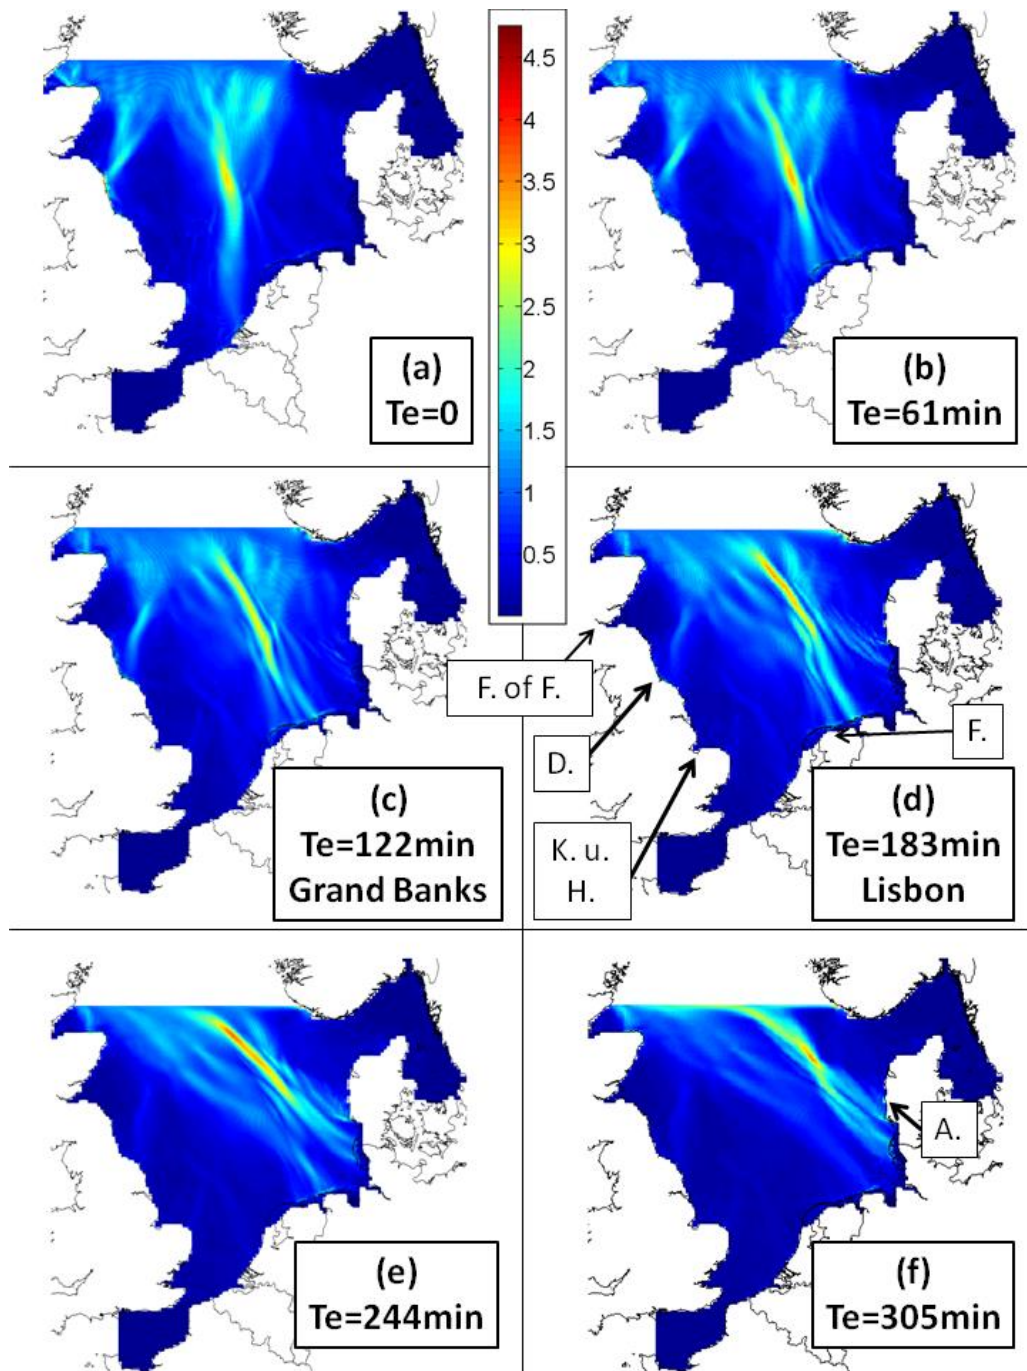 4.5
4
3.5
3
2.5
2
1.5
1
0.5
(a)
Te=0
(b)
Te=61min
(c)
Te=122min
Grand Banks
F. of F.
D.
K. u.
H.
F.
(d)
Te=183min
Lisbon
(e)
Te=244min
A.
(f)
Te=305min